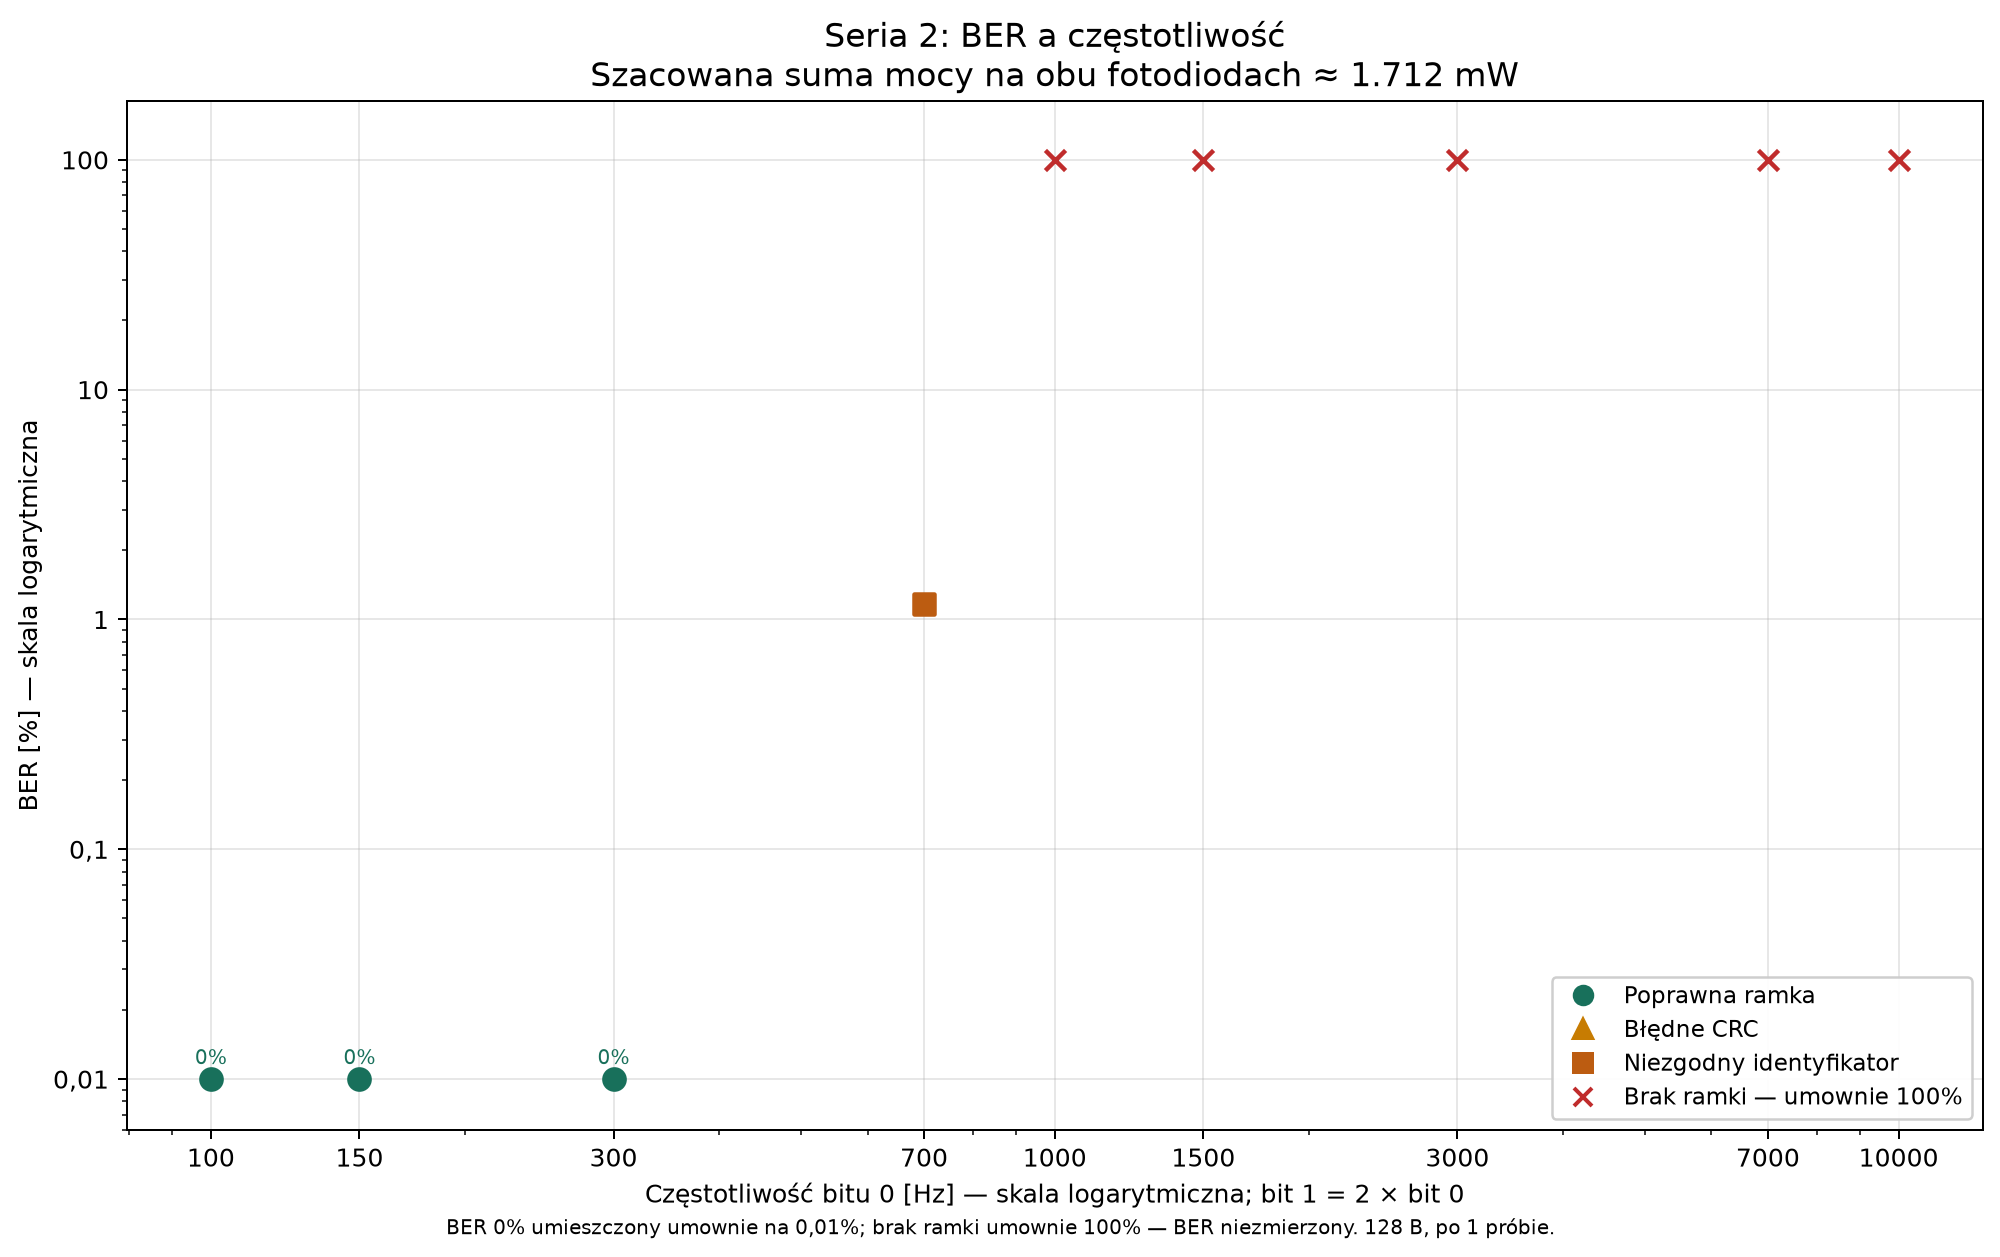 Seria 2: BER a częstotliwość
Szacowana suma mocy na obu fotodiodach ≈ 1.712 mW
BER [%] — skala logarytmiczna
100
10
1
0,1
0,01
0%
0%
0%
Poprawna ramka
Błędne CRC
Niezgodny identyfikator
Brak ramki — umownie 100%
100
150
300
700
1000
1500
3000
7000
10000
Częstotliwość bitu 0 [Hz] — skala logarytmiczna; bit 1 = 2 × bit 0
BER 0% umieszczony umownie na 0,01%; brak ramki umownie 100% — BER niezmierzony. 128 B, po 1 próbie.